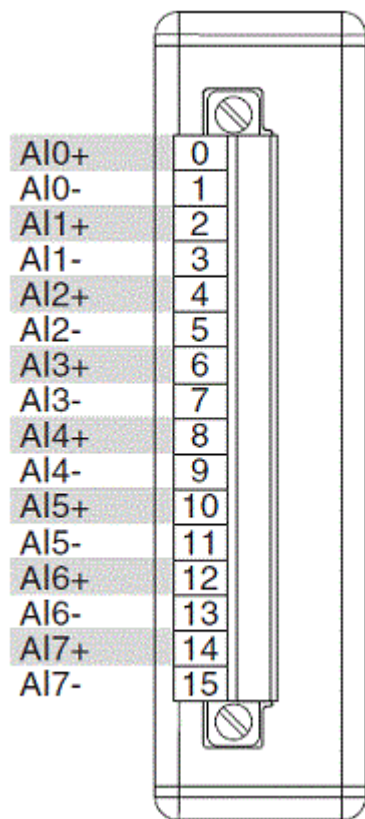 AI0+ 0
AI0- 1
AI1+ 2
AI1- 3
AI2+ 4
AI2- 5
AI3+ 6
AI3- 7
AI4+ 8
AI4- 9
AI5+ 10
AI5- 11
AI6+ 12
AI6- 13
AI7+ 14
AI7- 15